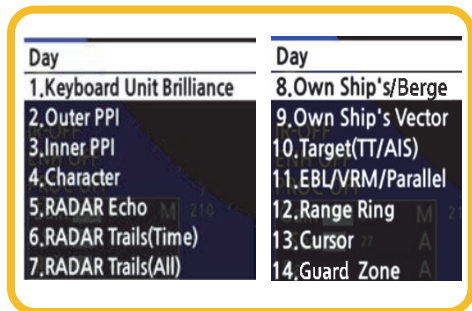 Day
1.Keyboard Unit Brilliance
2.Outer PPI
3.Inner PPI
4.Character
5.RADAR Echo
6.RADAR Trails(Time)
7.RADAR Trails(All)
Day
8.Own Ship's/Berge
9.Own Ship's Vector
10.Target(TT/AIS)
11.EBL/VRM/Parallel
12.Range Ring
13.Cursor
14.Guard Zone